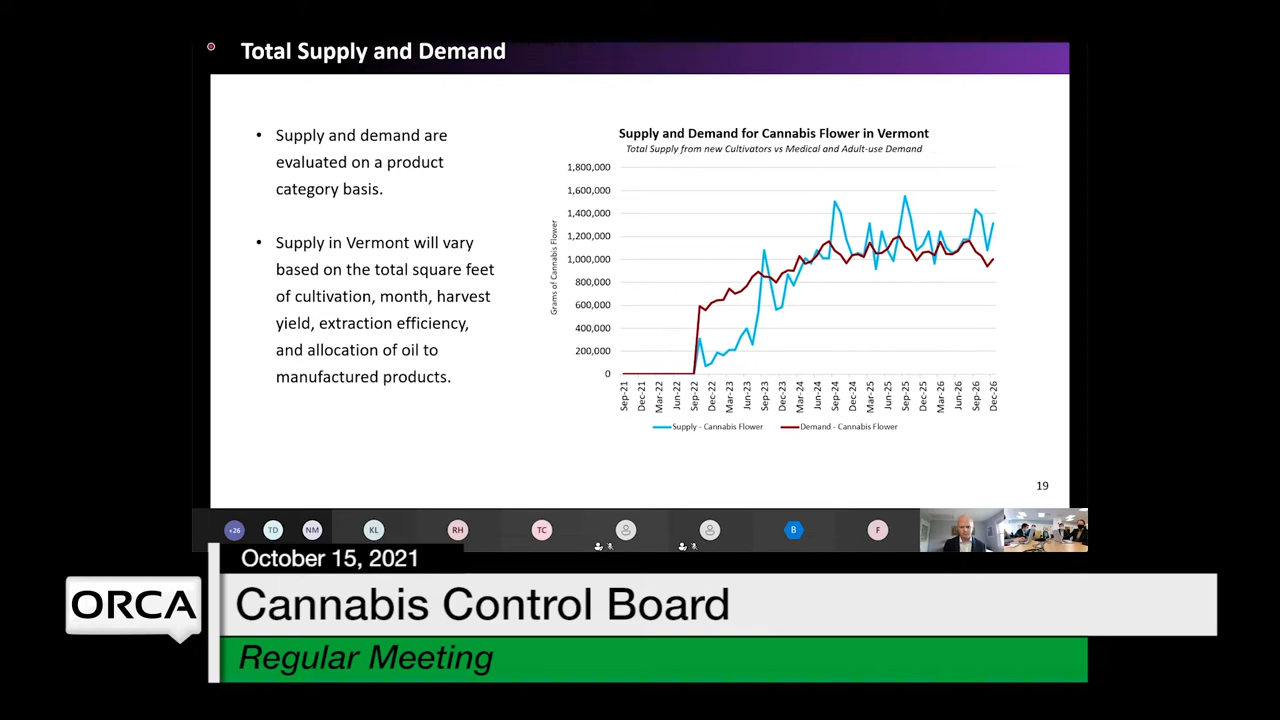 Total Supply and Demand
• Supply and demand are
evaluated on a product
category basis.
• Supply in Vermont will vary
based on the total square feet
of cultivation, month, harvest
yield, extraction efficiency,
and allocation of oil to
manufactured products.
Supply and Demand for Cannabis Flower in Vermont
Total Supply from new Cultivators vs Medical and Adult-use Demand
Grams of Cannabis Flower
1,800,000
1,600,000
1,400,000
1,200,000
1,000,000
800,000
600,000
400,000
200,000
0
Sep-21
Dec-21
Mar-22
Jun-22
Sep-22
Dec-22
Mar-23
Jun-23
Sep-23
Dec-23
Mar-24
Jun-24
Sep-24
Dec-24
Mar-25
Jun-25
Sep-25
Dec-25
Mar-26
Jun-26
Sep-26
Dec-26
Supply - Cannabis Flower
Demand - Cannabis Flower
19
+26
TD
NM
KL
RH
TC
B
F
October 15, 2021
ORCA
Cannabis Control Board
Regular Meeting